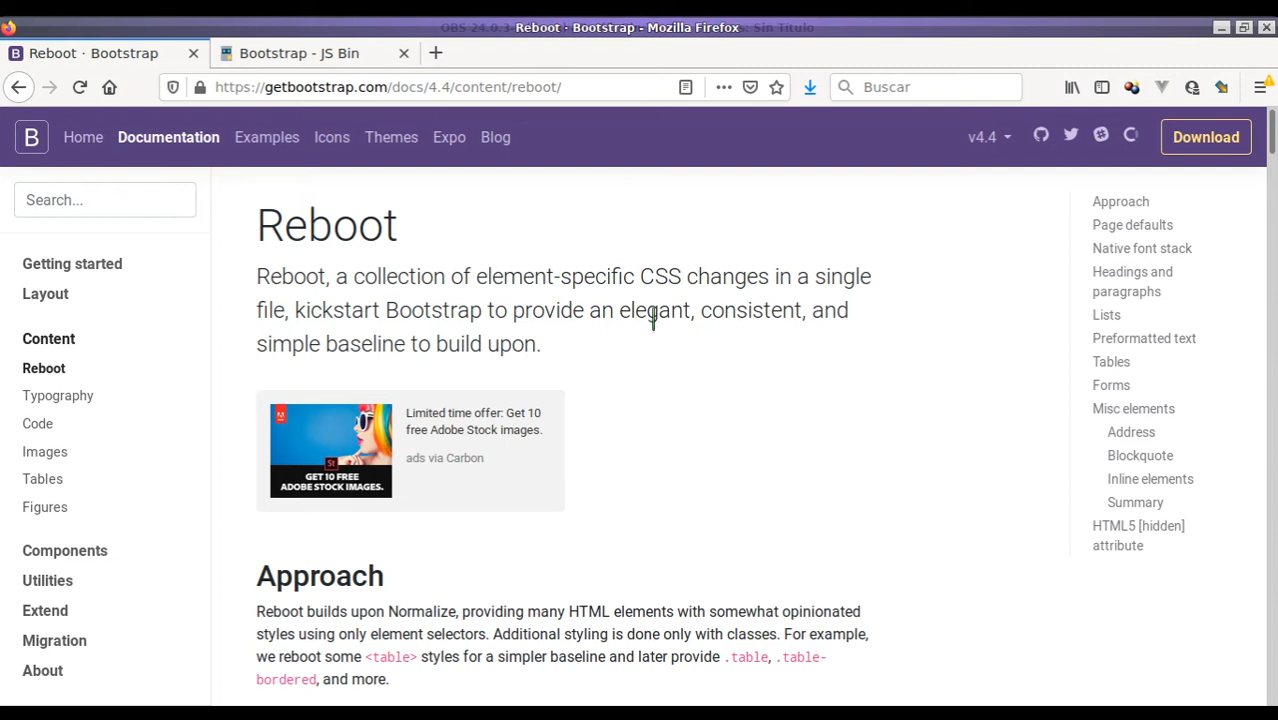 OBS 24.0.3- Reboot · Bootstrap - Mozilla Firefox s: Sin Título
Reboot · Bootstrap
Bootstrap - JS Bin
https://getbootstrap.com/docs/4.4/content/reboot/
Buscar
B Home Documentation Examples Icons Themes Expo Blog v4.4 Download
Search...
Getting started
Layout
Content
Reboot
Typography
Code
Images
Tables
Figures
Components
Utilities
Extend
Migration
About
Reboot
Reboot, a collection of element-specific CSS changes in a single
file, kickstart Bootstrap to provide an elegant, consistent, and
simple baseline to build upon.
St
GET 10 FREE
ADOBE STOCK IMAGES.
Limited time offer: Get 10
free Adobe Stock images.
ads via Carbon
Approach
Reboot builds upon Normalize, providing many HTML elements with somewhat opinionated
styles using only element selectors. Additional styling is done only with classes. For example,
we reboot some <table> styles for a simpler baseline and later provide .table, .table-
bordered, and more.
Approach
Page defaults
Native font stack
Headings and
paragraphs
Lists
Preformatted text
Tables
Forms
Misc elements
Address
Blockquote
Inline elements
Summary
HTML5 [hidden]
attribute